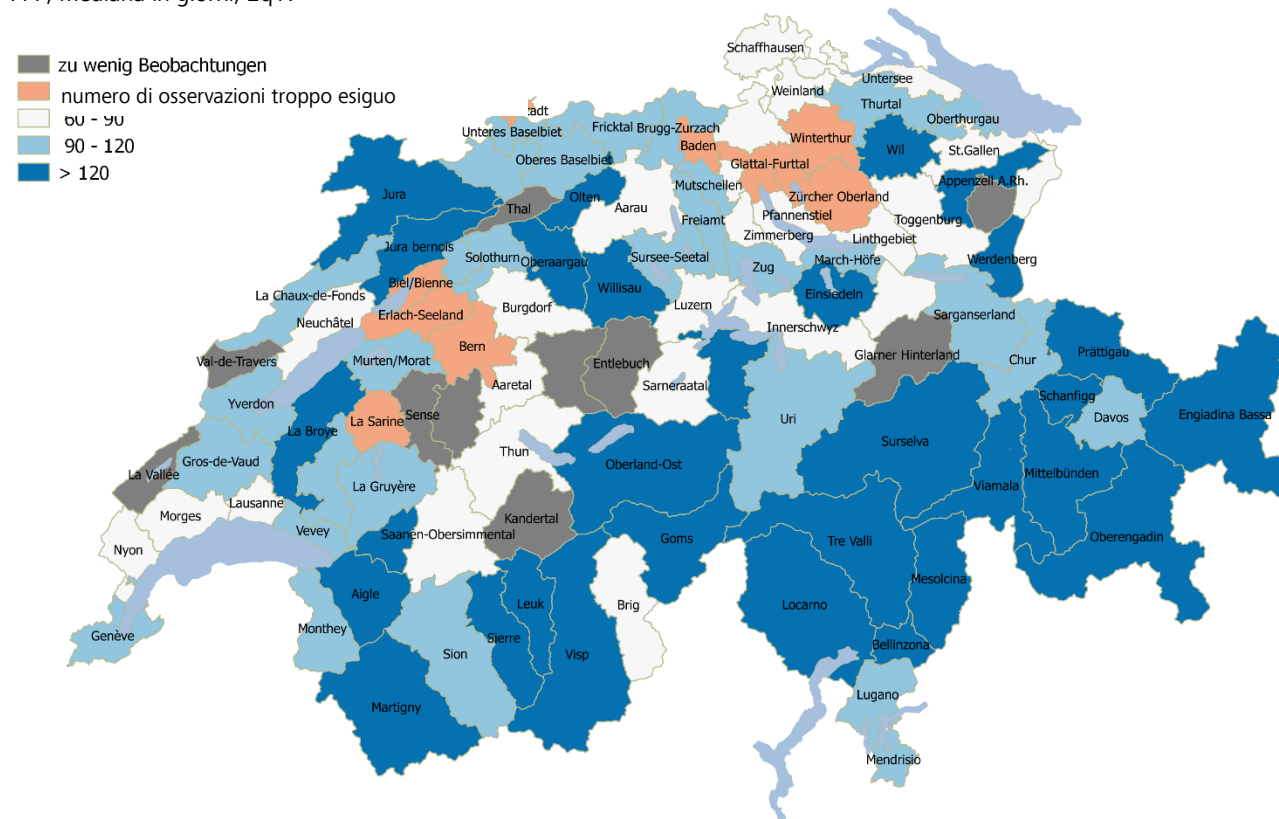 zu wenig Beobachtungen
numero di osservazioni troppo esiguo
60 - 90
90 - 120
> 120
Schaffhausen
Untersee
Weinland
Thurtal
Oberthurgau
Unteres Baselbiet
Fricktal
Brugg-Zurzach
Baden
Winterthur
Wil
St.Gallen
Oberes Baselbiet
Glattal-Furttal
Jura
Olten
Mutschellen
Zürcher Oberland
Appenzell A.Rh.
Thal
Aarau
Freiamt
Pfannenstiel
Toggenburg
Zimmerberg
Linthgebiet
Jura bernois
Solothurn
Oberaargau
Sursee-Seetal
Zug
March-Höfe
Werdenberg
Biel/Bienne
Willisau
Einsiedeln
La Chaux-de-Fonds
Burgdorf
Luzern
Erlach-Seeland
Neuchâtel
Innerschwyz
Sarganserland
Bern
Val-de-Travers
Murten/Morat
Entlebuch
Glarner Hinterland
Chur
Prättigau
Aaretal
Sarneraatal
Yverdon
Sense
Schanfigg
La Sarine
La Broye
Uri
Davos
Engiadina Bassa
Surselva
Thun
Gros-de-Vaud
Oberland-Ost
La Vallée
Mittelbünden
La Gruyère
Viamala
Lausanne
Morges
Kandertal
Vevey
Saanen-Obersimmental
Goms
Tre Valli
Oberengadin
Nyon
Mesolcina
Aigle
Leuk
Brig
Locarno
Genève
Monthey
Sierre
Bellinzona
Sion
Visp
Lugano
Martigny
Mendrisio